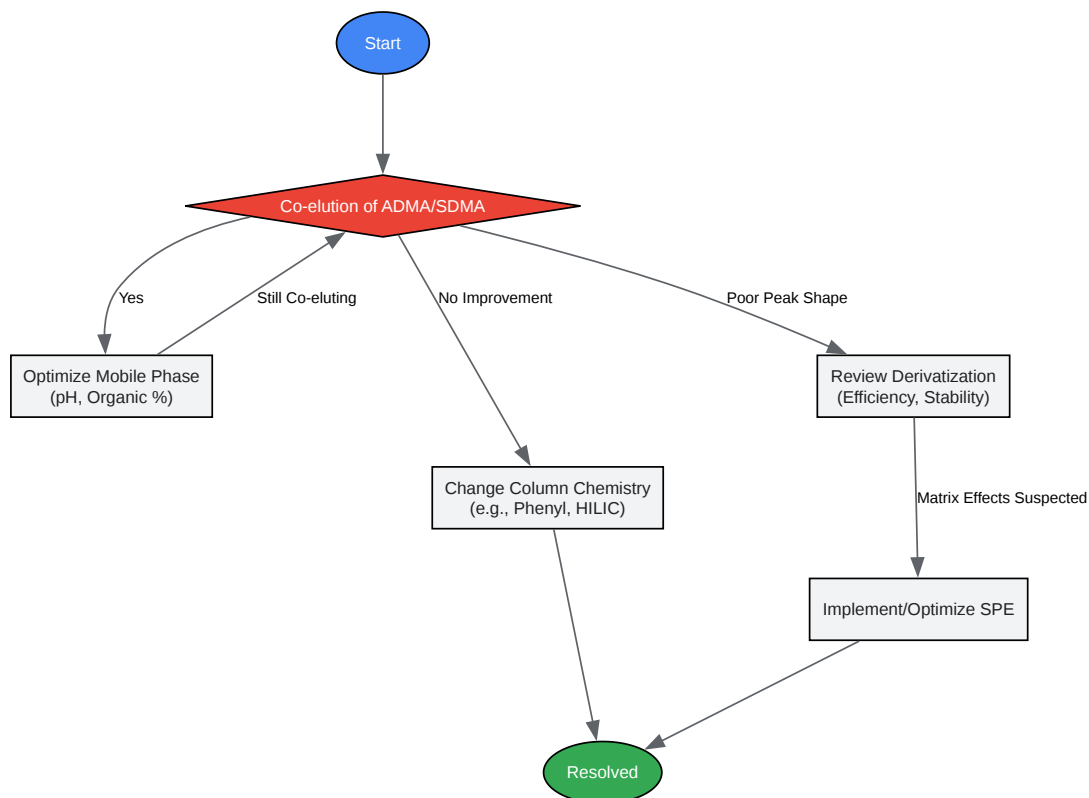 Start
Co-elution of ADMA/SDMA
Yes
Still Co-eluting
No Improvement
Poor Peak Shape
Optimize Mobile Phase
(pH, Organic %)
Review Derivatization
(Efficiency, Stability)
Change Column Chemistry
(e.g., Phenyl, HILIC)
Matrix Effects Suspected
Implement/Optimize SPE
Resolved